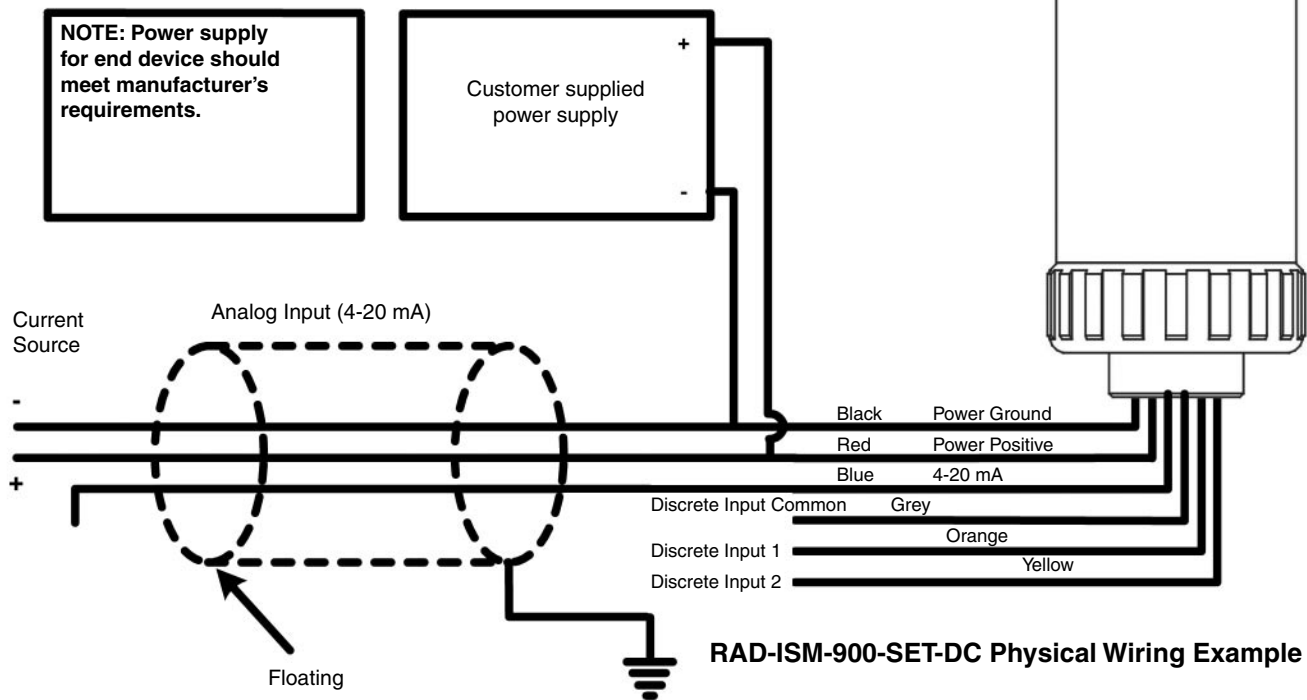 NOTE: Power supply
for end device should
meet manufacturer’s
requirements.
+
Customer supplied
power supply
-
Current
Source
Analog Input (4-20 mA)
-
+
Black Power Ground
Red Power Positive
Blue 4-20 mA
Discrete Input Common Grey
Orange
Discrete Input 1
Yellow
Discrete Input 2
Floating
RAD-ISM-900-SET-DC Physical Wiring Example